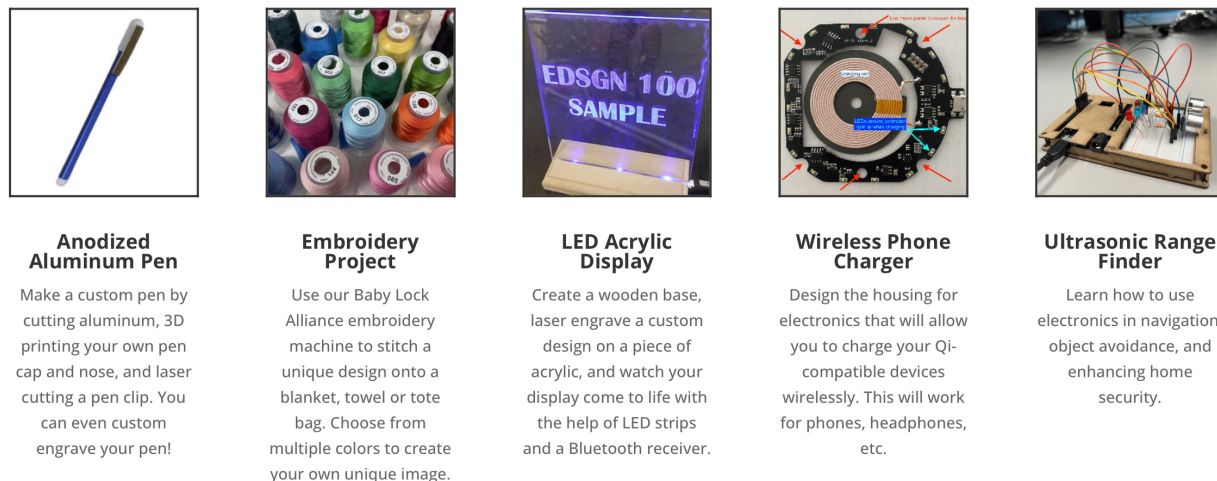 EDSGN 100
SAMPLE
Anodized
Aluminum Pen
Make a custom pen by
cutting aluminum, 3D
printing your own pen
cap and nose, and laser
cutting a pen clip. You
can even custom
engrave your pen!
Embroidery
Project
Use our Baby Lock
Alliance embroidery
machine to stitch a
unique design onto a
blanket, towel or tote
bag. Choose from
multiple colors to create
your own unique image.
LED Acrylic
Display
Create a wooden base,
laser engrave a custom
design on a piece of
acrylic, and watch your
display come to life with
the help of LED strips
and a Bluetooth receiver.
Wireless Phone
Charger
Design the housing for
electronics that will allow
you to charge your Qi-
compatible devices
wirelessly. This will work
for phones, headphones,
etc.
Ultrasonic Range
Finder
Learn how to use
electronics in navigation
object avoidance, and
enhancing home
security.